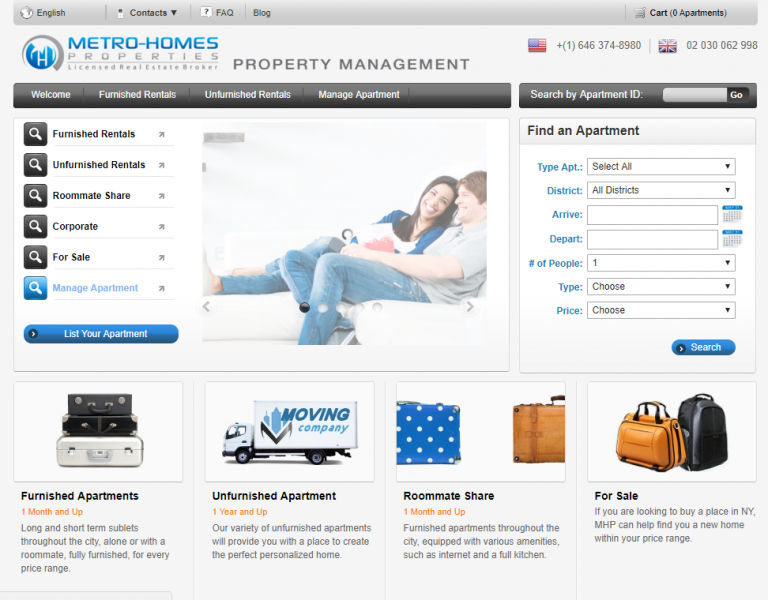 English
Contacts ▼
? FAQ
Blog
Cart (0 Apartments)
METRO-HOMES
PROPERTIES
Licensed Real Estate Broker
PROPERTY MANAGEMENT
+(1) 646 374-8980
02 030 062 998
Welcome
Furnished Rentals
Unfurnished Rentals
Manage Apartment
Search by Apartment ID:
Go
Furnished Rentals
Unfurnished Rentals
Roommate Share
Corporate
For Sale
Manage Apartment
List Your Apartment
Find an Apartment
Type Apt.: Select All
District: All Districts
Arrive:
Depart:
# of People: 1
Type: Choose
Price: Choose
Search
MOVING
company
Furnished Apartments
1 Month and Up
Long and short term sublets
throughout the city, alone or with a
roommate, fully furnished, for every
price range.
Unfurnished Apartment
1 Year and Up
Our variety of unfurnished apartments
will provide you with a place to create
the perfect personalized home.
Roommate Share
1 Month and Up
Furnished apartments throughout the
city, equipped with various amenities,
such as internet and a full kitchen.
For Sale
If you are looking to buy a place in NY,
MHP can help find you a new home
within your price range.